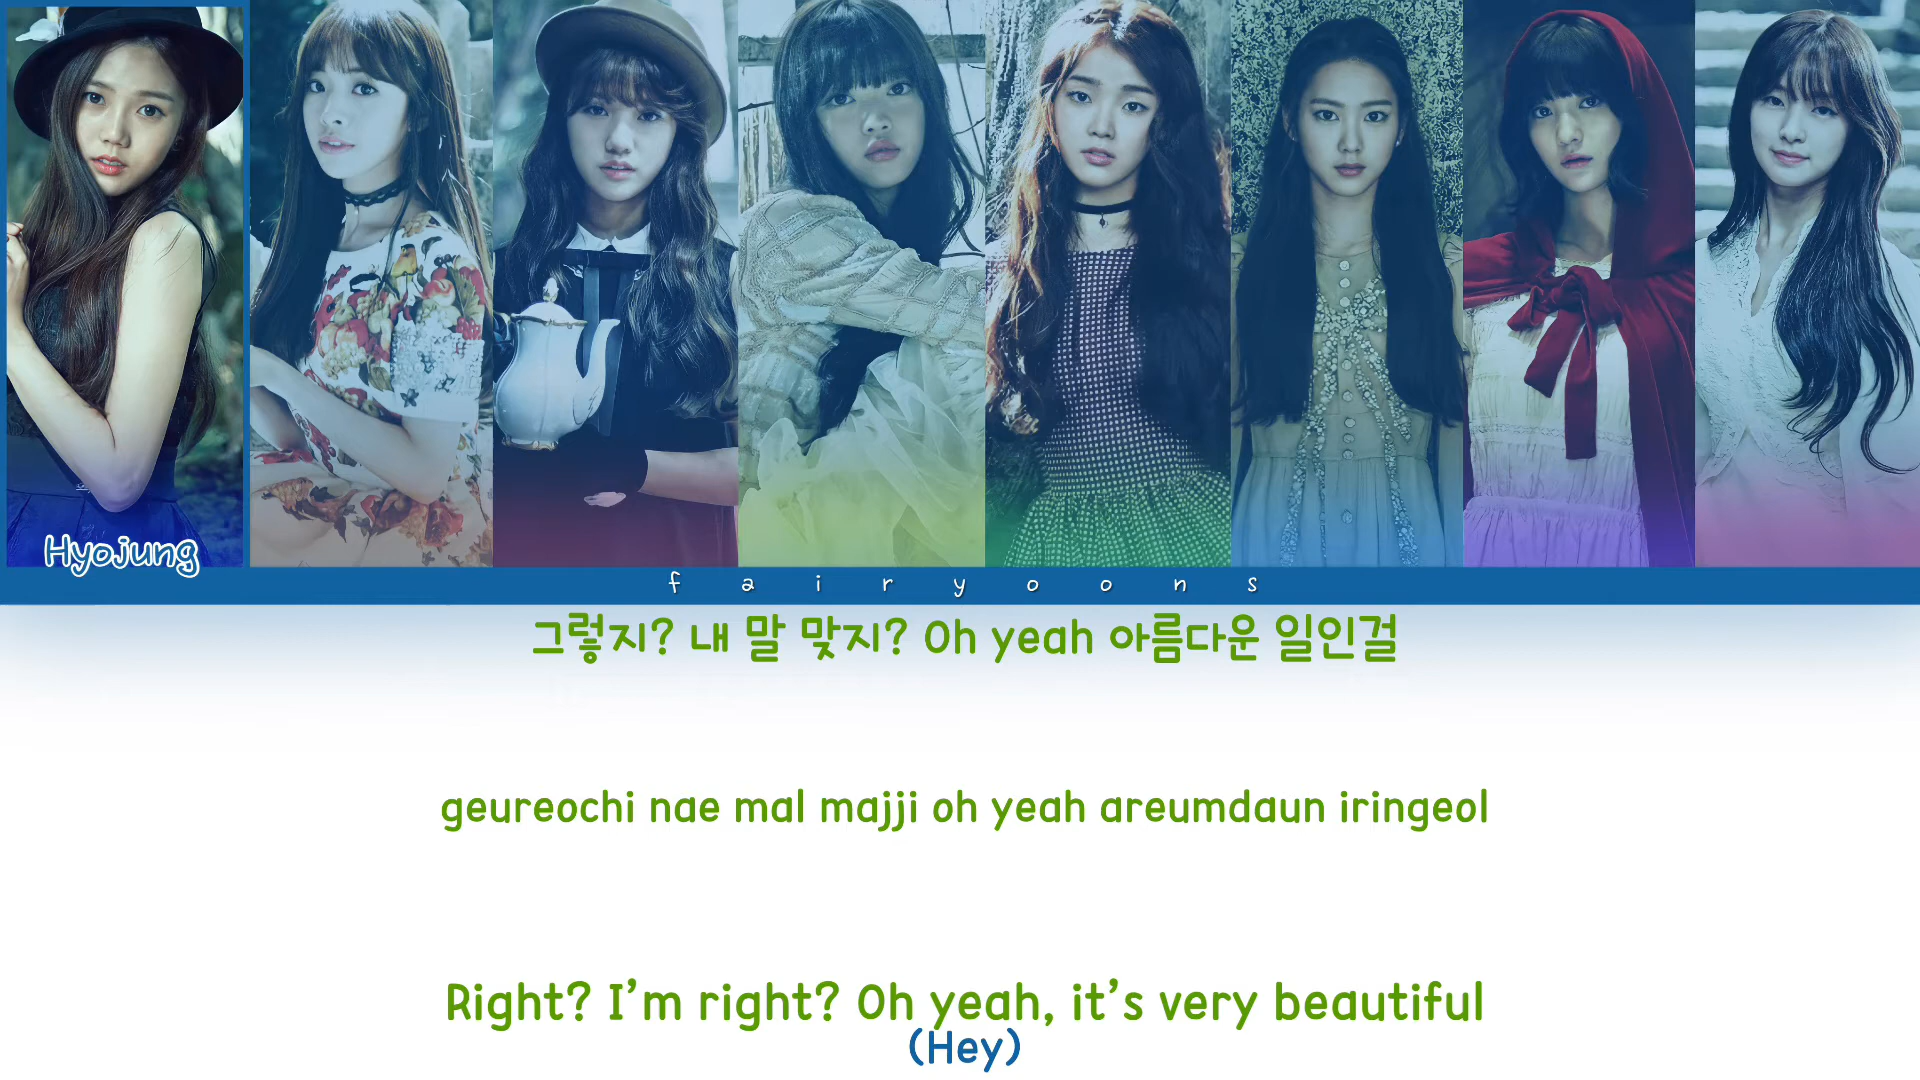 Hyojung
fairyoons
그렇지? 내 말 맞지? Oh yeah 아름다운 일인걸
geureochi nae mal majji oh yeah areumdaun iringeol
Right? I'm right? Oh yeah, it's very beautiful
(Hey)